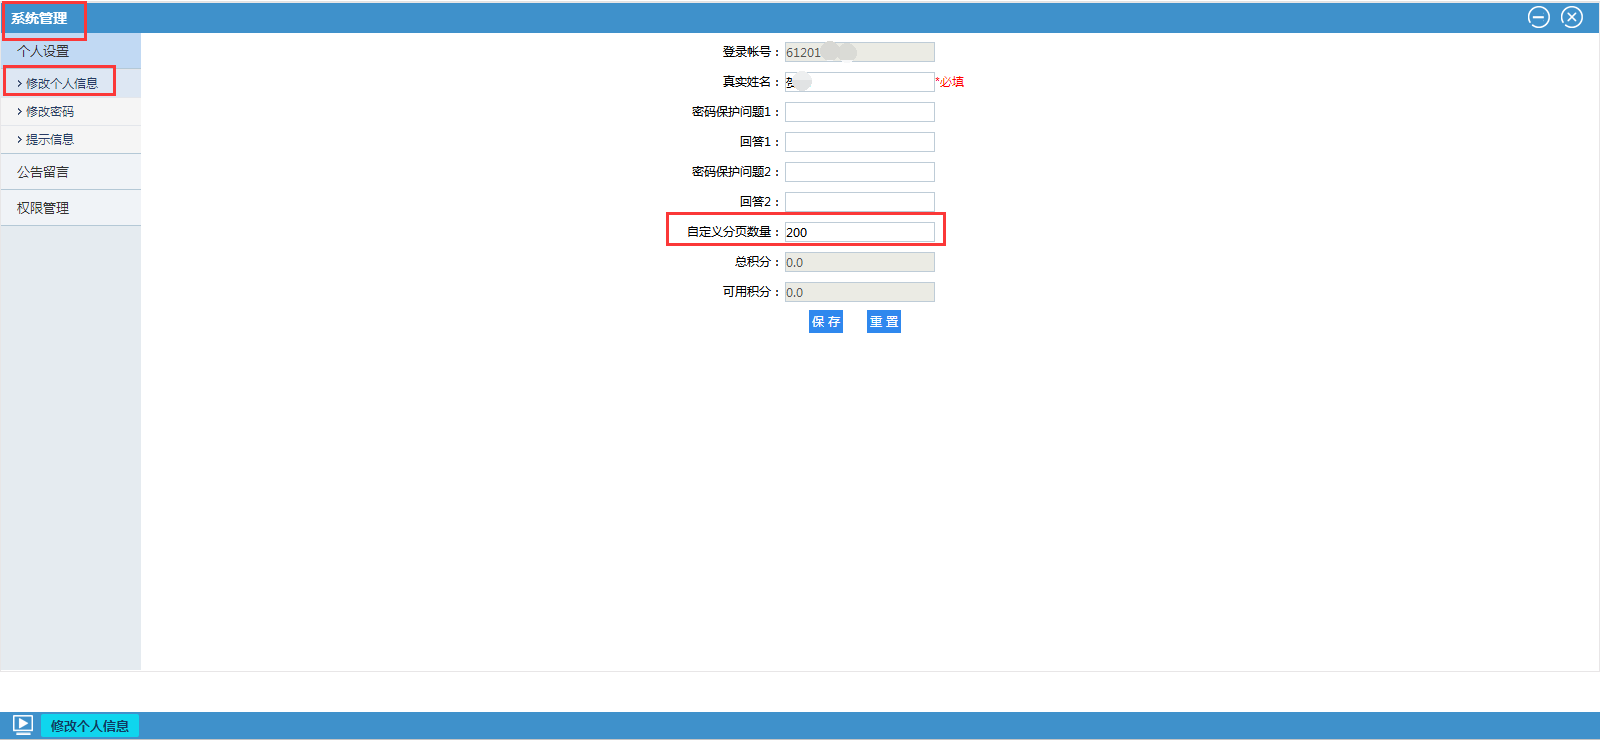 系统管理
个人设置
修改个人信息
修改密码
提示信息
公告留言
权限管理
登录帐号：61201
真实姓名：
*必填
密码保护问题1：
回答1：
密码保护问题2：
回答2：
自定义分页数量：200
总积分：0.0
可用积分：0.0
保 存 重 置
修改个人信息